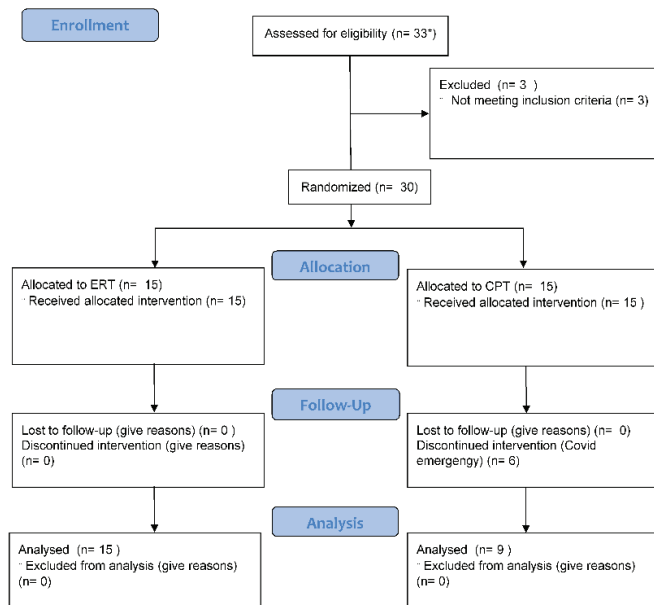 Enrollment
Assessed for eligibility (n= 33*)
Excluded (n= 3 )
¨ Not meeting inclusion criteria (n= 3)
Randomized (n= 30)
Allocation
Allocated to ERT (n= 15)
¨ Received allocated intervention (n= 15)
Allocated to CPT (n= 15)
¨ Received allocated intervention (n= 15 )
Follow-Up
Lost to follow-up (give reasons) (n= 0 )
Discontinued intervention (give reasons)
(n= 0)
Lost to follow-up (give reasons) (n= 0)
Discontinued intervention (Covid
emergengy) (n= 6)
Analysis
Analysed (n= 15 )
¨ Excluded from analysis (give reasons)
(n= 0)
Analysed (n= 9 )
¨ Excluded from analysis (give reasons)
(n= 0)